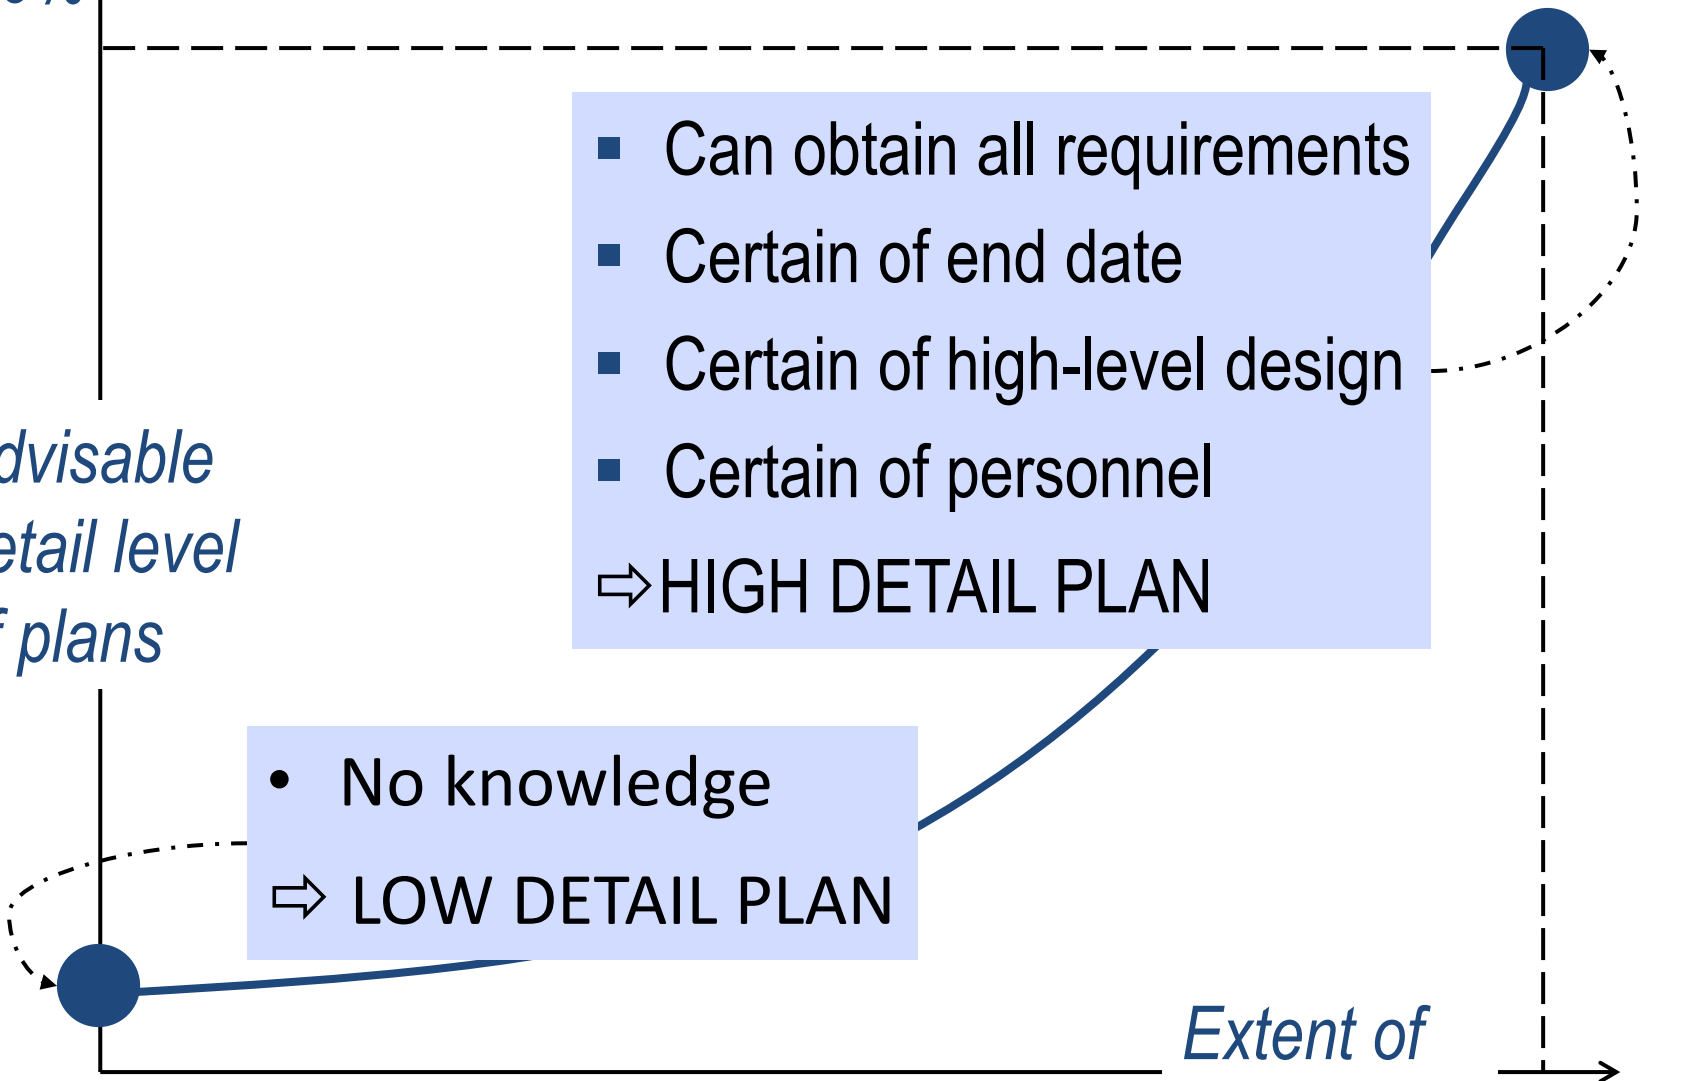 %
▪ Can obtain all requirements
▪ Certain of end date
▪ Certain of high-level design
▪ Certain of personnel
⇨HIGH DETAIL PLAN
dvisable
etail level
f plans
• No knowledge
⇨ LOW DETAIL PLAN
Extent of